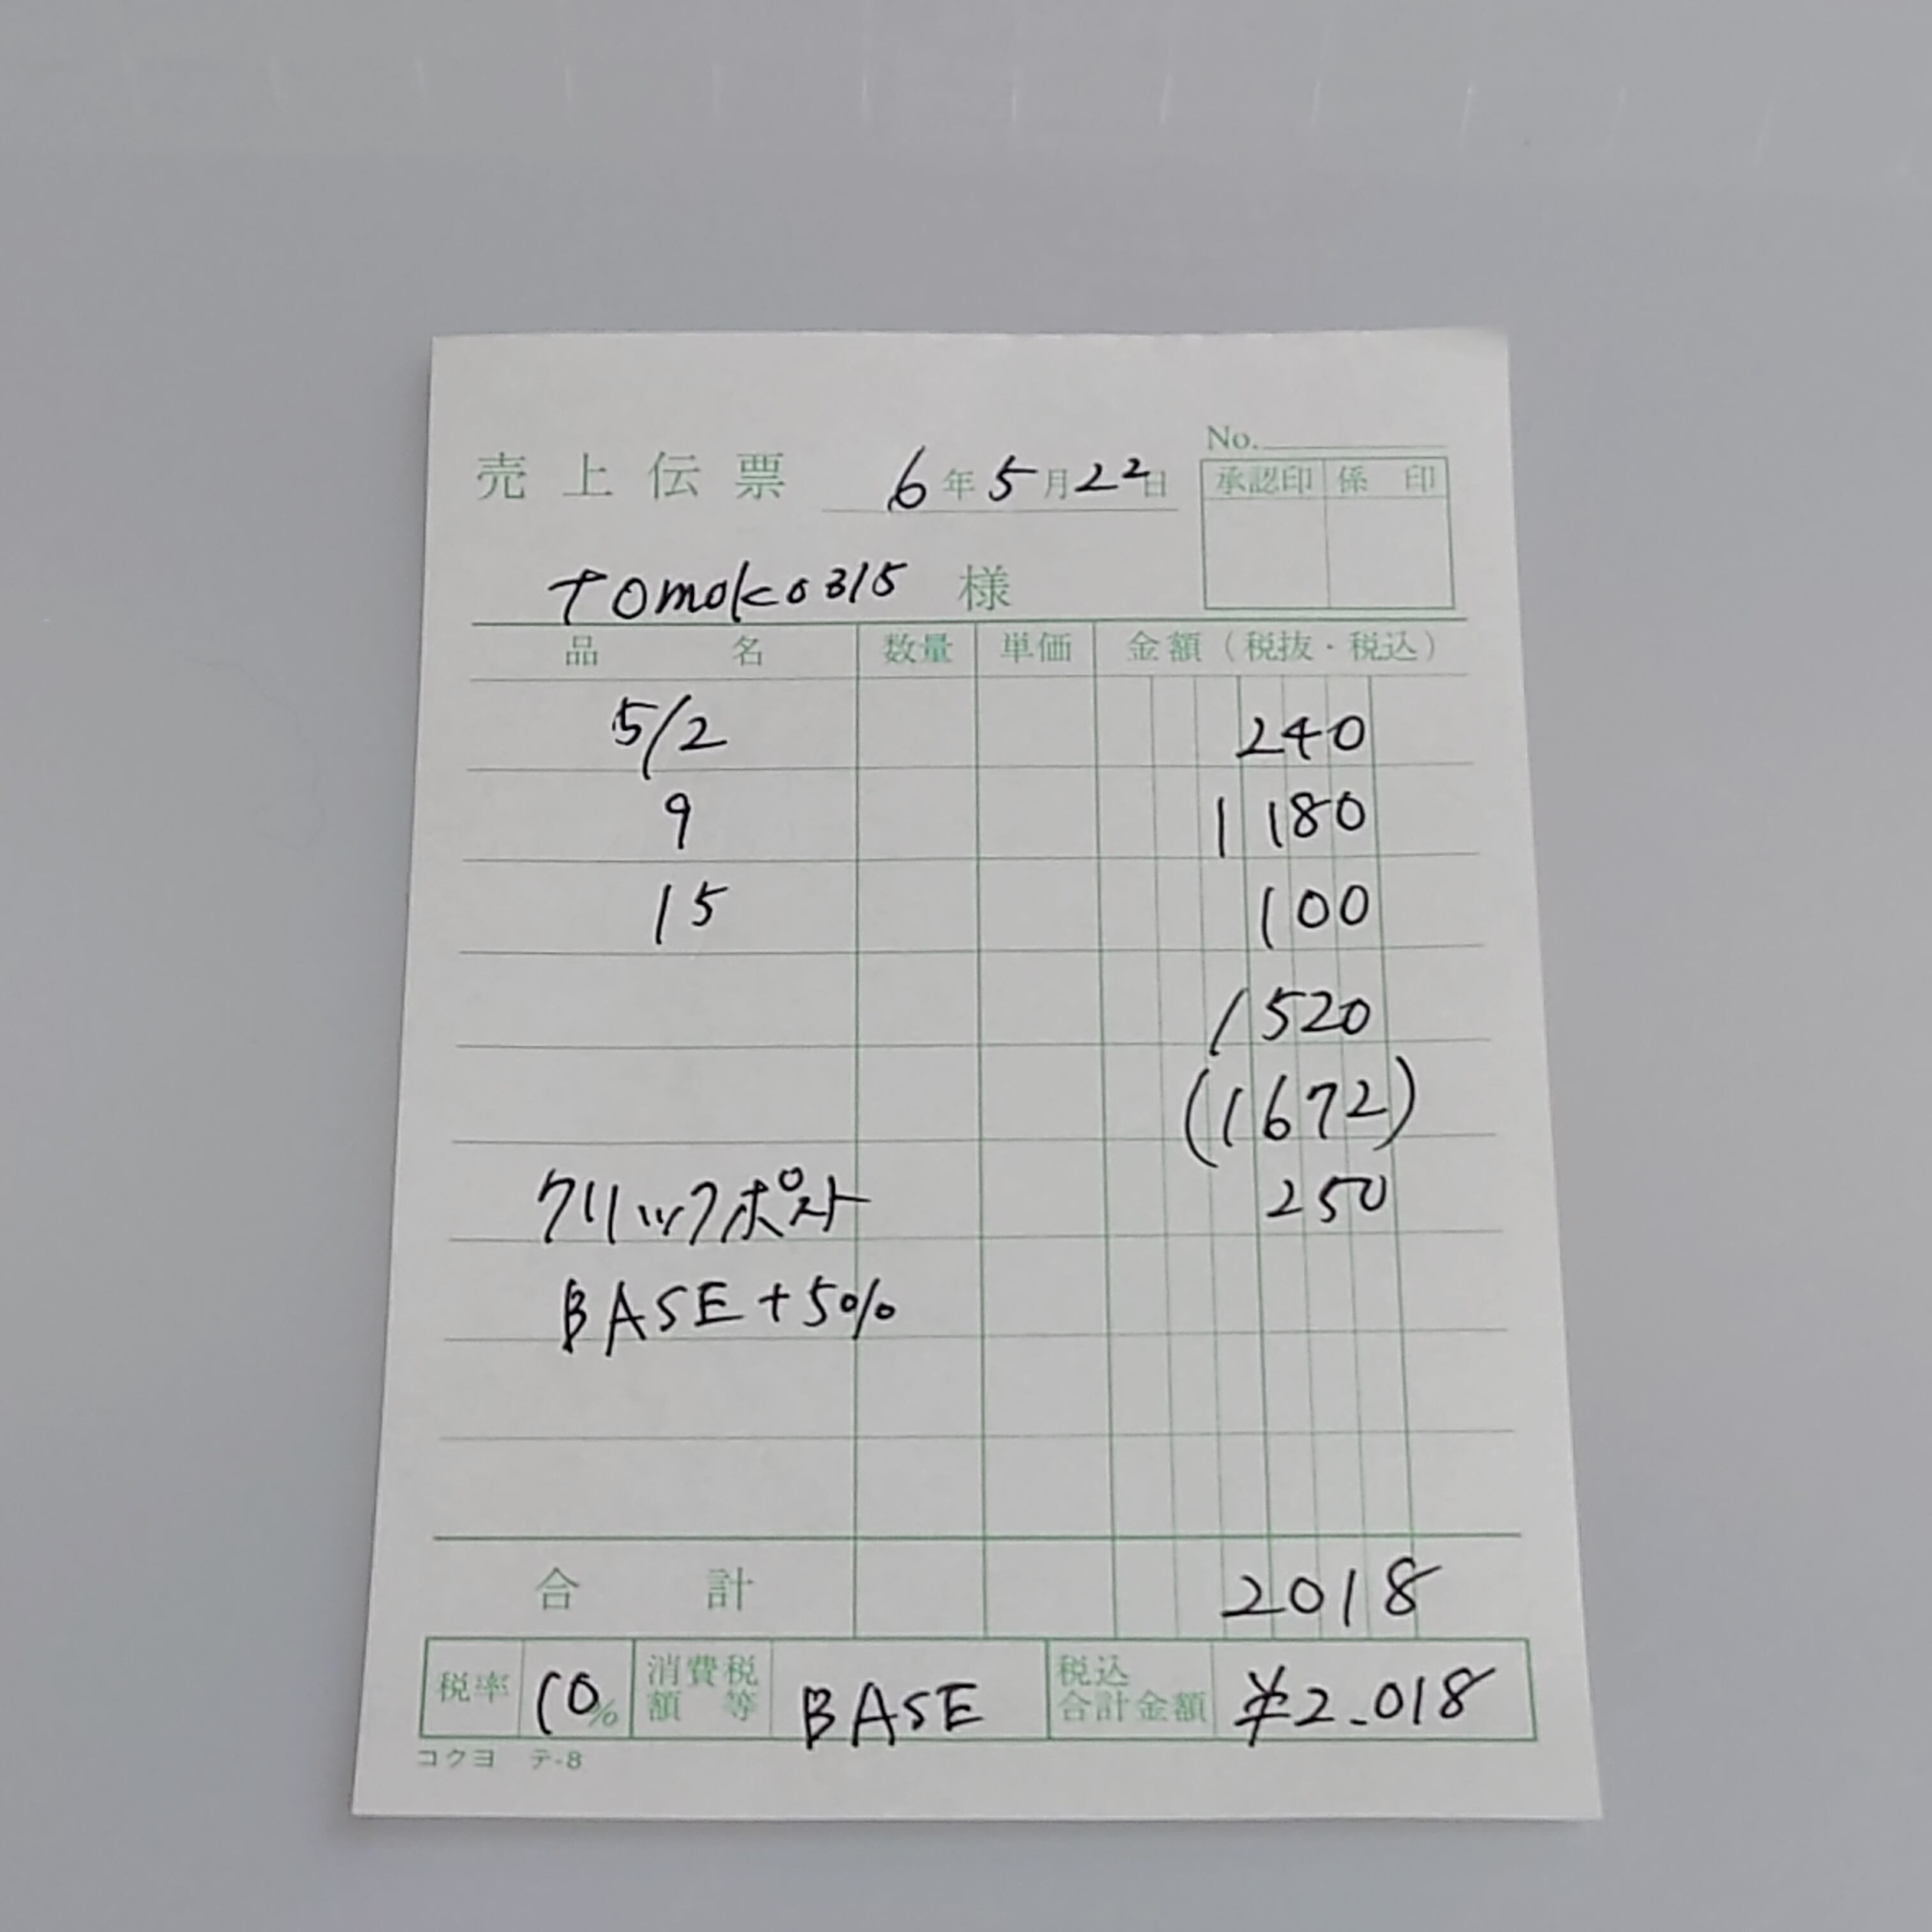 No.
売上伝票 6年5月22日
承認印 係印
tomoko315 様
品名 数量 単価 金額(税抜・税込)
5/2 240
9 1180
15 100
1520
(1672)
クリックポスト 250
BASE+5%
合計 2018
税率 10% 消費税額等 BASE 税込合計金額 ¥2.018
コクヨ テ-8